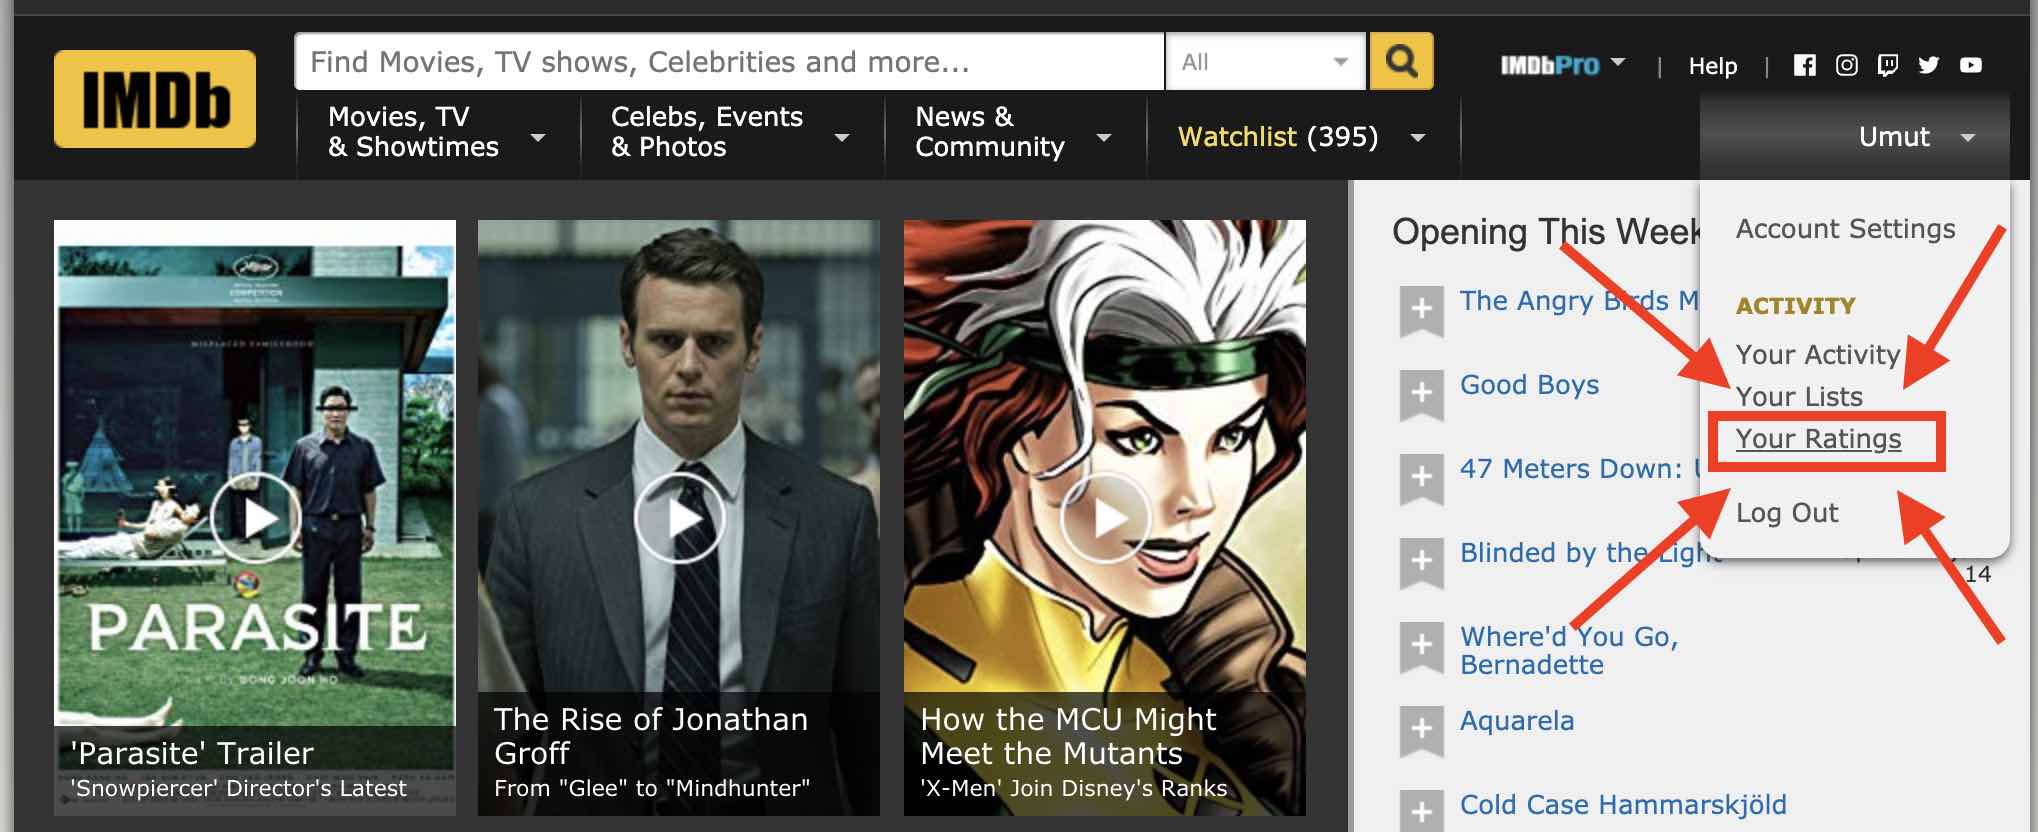 IMDb
Find Movies, TV shows, Celebrities and more...
All
IMDbPro
|
Help
|
Movies, TV
& Showtimes
Celebs, Events
& Photos
News &
Community
Watchlist (395)
Umut
Account Settings
ACTIVITY
Your Activity
Your Lists
Your Ratings
Log Out
PARASITE
BONG JOON HO
'Parasite' Trailer
'Snowpiercer' Director's Latest
The Rise of Jonathan
Groff
From "Glee" to "Mindhunter"
How the MCU Might
Meet the Mutants
'X-Men' Join Disney's Ranks
Opening This Week
The Angry Birds M
Good Boys
47 Meters Down:
Blinded by the Light
14
Where'd You Go,
Bernadette
Aquarela
Cold Case Hammarskjöld